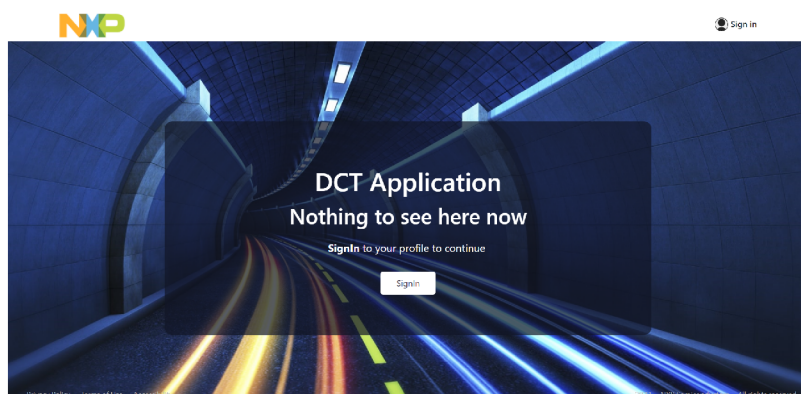 NXP
Sign in
DCT Application
Nothing to see here now
SignIn to your profile to continue
SignIn